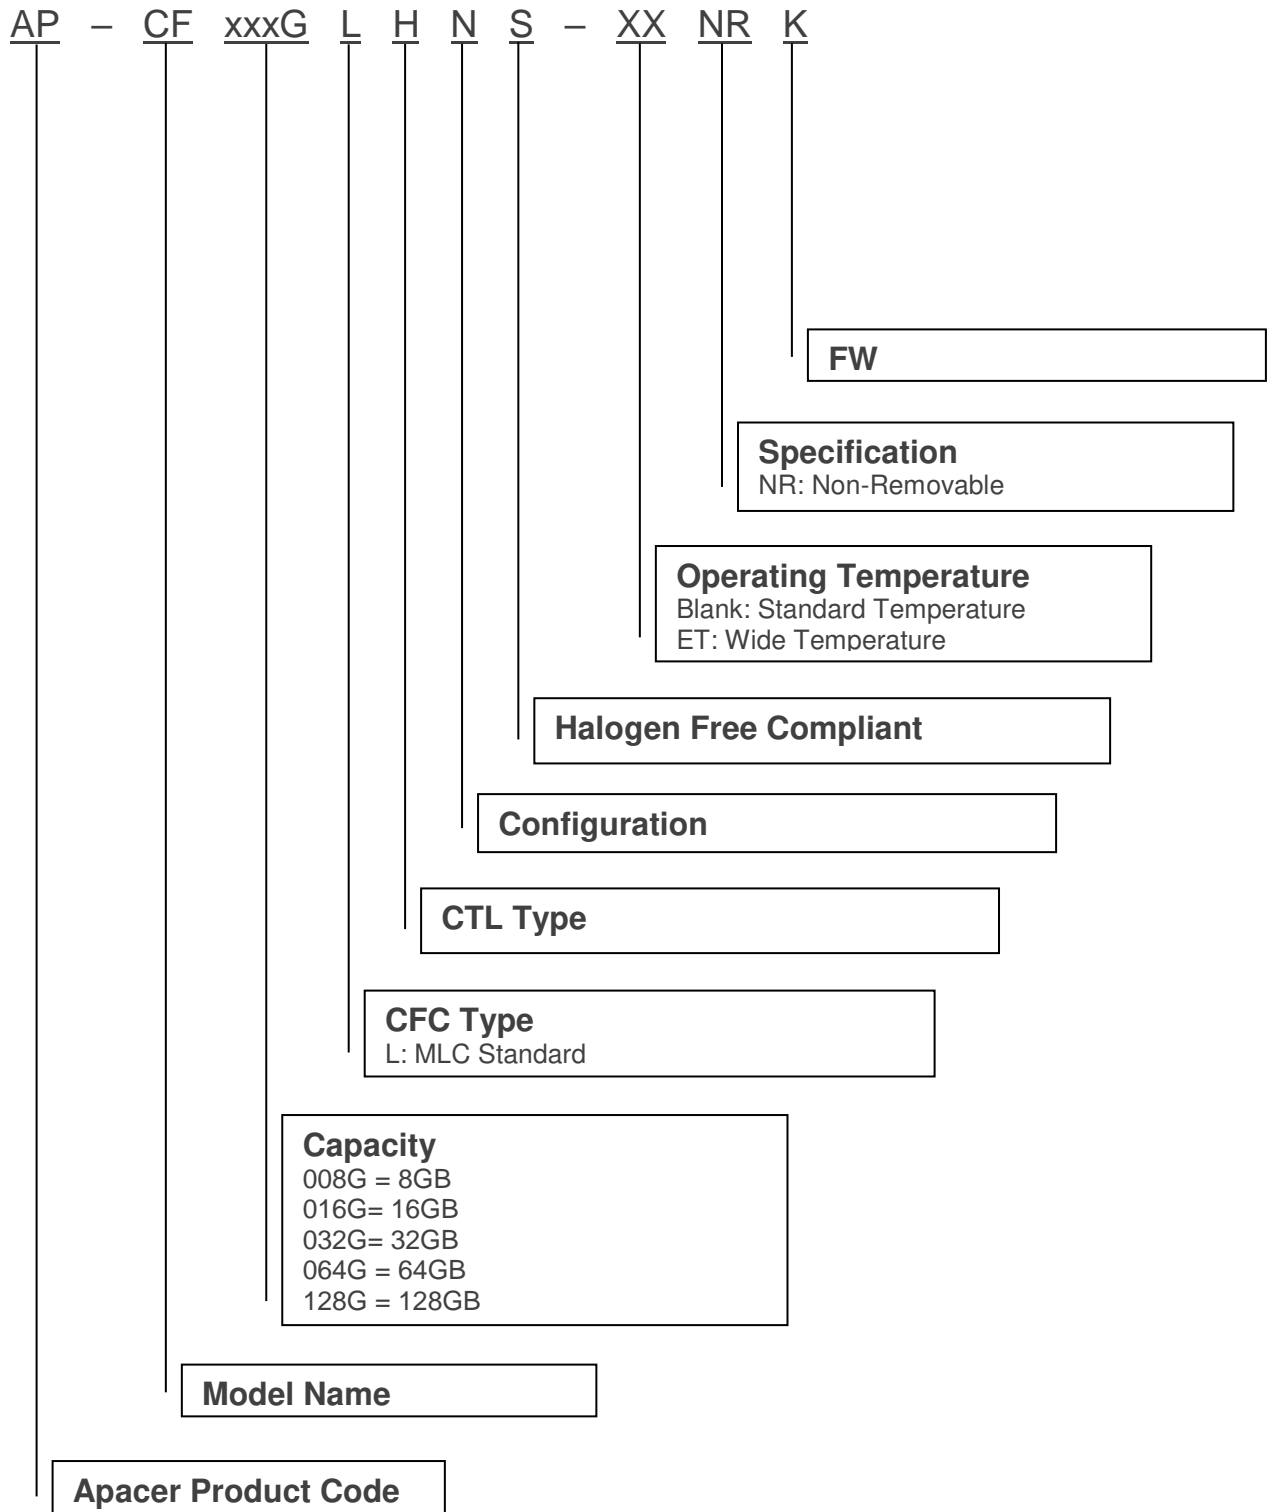 AP – CF xxxG L H N S – XX NR K
FW
Specification
NR: Non-Removable
Operating Temperature
Blank: Standard Temperature
ET: Wide Temperature
Halogen Free Compliant
Configuration
CTL Type
CFC Type
L: MLC Standard
Capacity
008G = 8GB
016G= 16GB
032G= 32GB
064G = 64GB
128G = 128GB
Model Name
Apacer Product Code